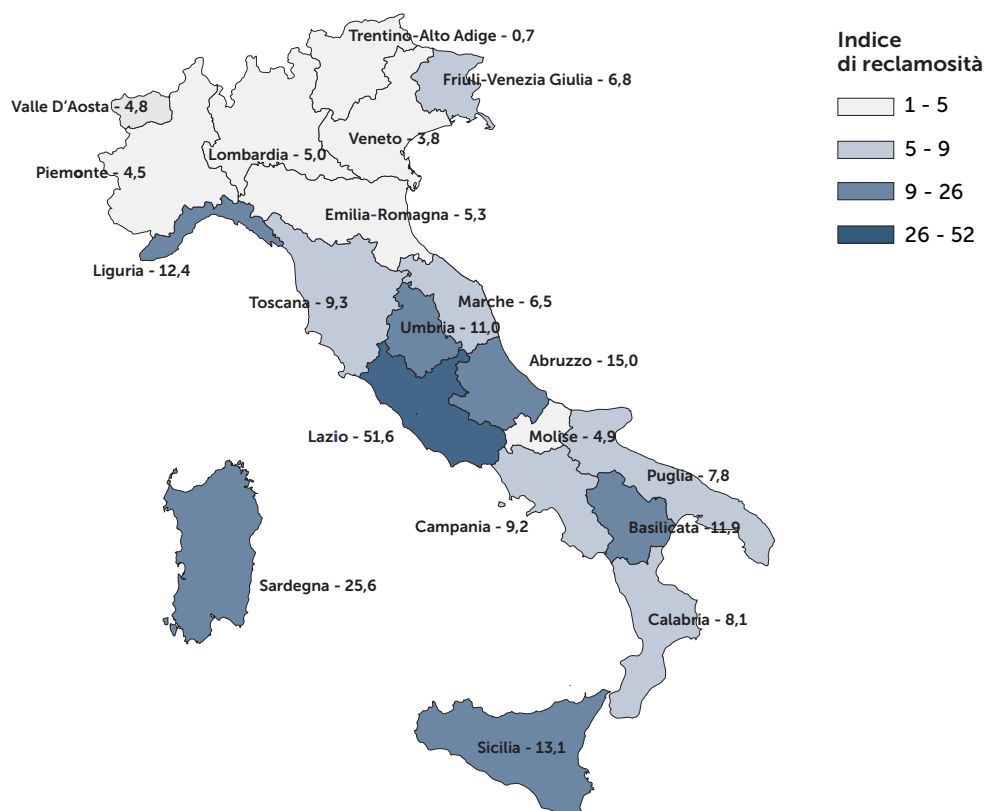 Trentino-Alto Adige - 0,7
Friuli-Venezia Giulia - 6,8
Valle D'Aosta - 4,8
Veneto - 3,8
Lombardia - 5,0
Piemonte - 4,5
Emilia-Romagna - 5,3
Liguria - 12,4
Toscana - 9,3
Marche - 6,5
Umbria - 11,0
Abruzzo - 15,0
Lazio - 51,6
Molise - 4,9
Puglia - 7,8
Campania - 9,2
Basilicata -11,9
Sardegna - 25,6
Calabria - 8,1
Sicilia - 13,1
Indice
di reclamosità
1 - 5
5 - 9
9 - 26
26 - 52